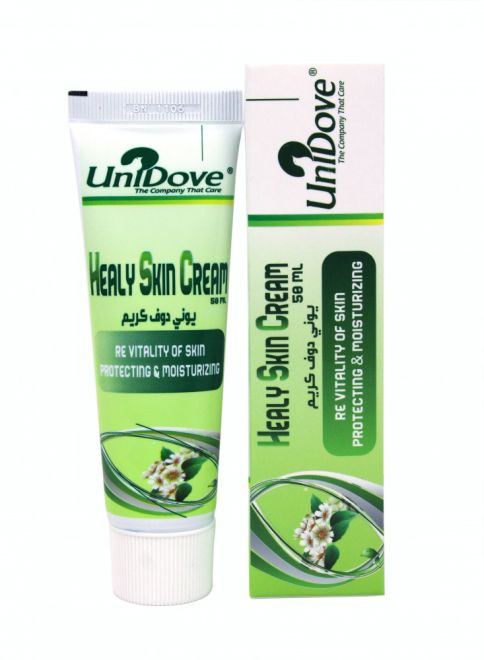 BN 1106
UniDove®
The Company That Care
Healy Skin Cream
50 ML
يوني دوف كريم
RE VITALITY OF SKIN
PROTECTING & MOISTURIZING
UniDove®
The Company That Care
Healy Skin Cream
50 ML
يوني دوف كريم
RE VITALITY OF SKIN
PROTECTING & MOISTURIZING